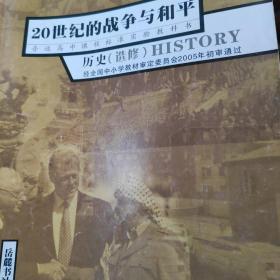 20世纪的战争与和平
普通高中课程标准实验教科书
历史(选修)HISTORY
经全国中小学教材审定委员会2005年初审通过
岳麓书社